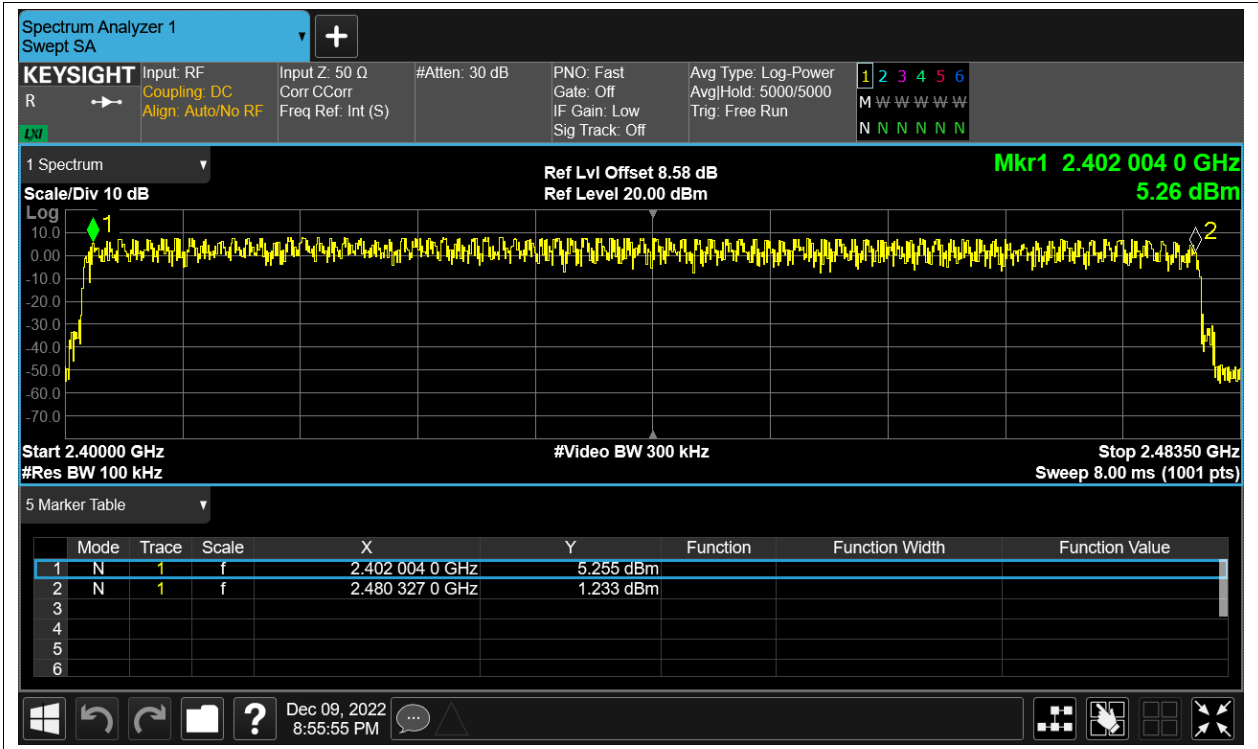 Spectrum Analyzer 1
Swept SA
KEYSIGHT
R
LXI
Input: RF
Coupling: DC
Align: Auto/No RF
Input Z: 50 Ω
Corr CCorr
Freq Ref: Int (S)
#Atten: 30 dB
PNO: Fast
Gate: Off
IF Gain: Low
Sig Track: Off
Avg Type: Log-Power
Avg|Hold: 5000/5000
Trig: Free Run
1 2 3 4 5 6
M W W W W W
N N N N N N
1 Spectrum
Scale/Div 10 dB
Ref Lvl Offset 8.58 dB
Ref Level 20.00 dBm
Mkr1 2.402 004 0 GHz
5.26 dBm
Log
1
2
10.0
0.00
-10.0
-20.0
-30.0
-40.0
-50.0
-60.0
-70.0
Start 2.40000 GHz
#Video BW 300 kHz
Stop 2.48350 GHz
#Res BW 100 kHz
Sweep 8.00 ms (1001 pts)
5 Marker Table
Mode Trace Scale X Y Function Function Width Function Value
1 N 1 f 2.402 004 0 GHz 5.255 dBm
2 N 1 f 2.480 327 0 GHz 1.233 dBm
3
4
5
6
?
Dec 09, 2022
8:55:55 PM